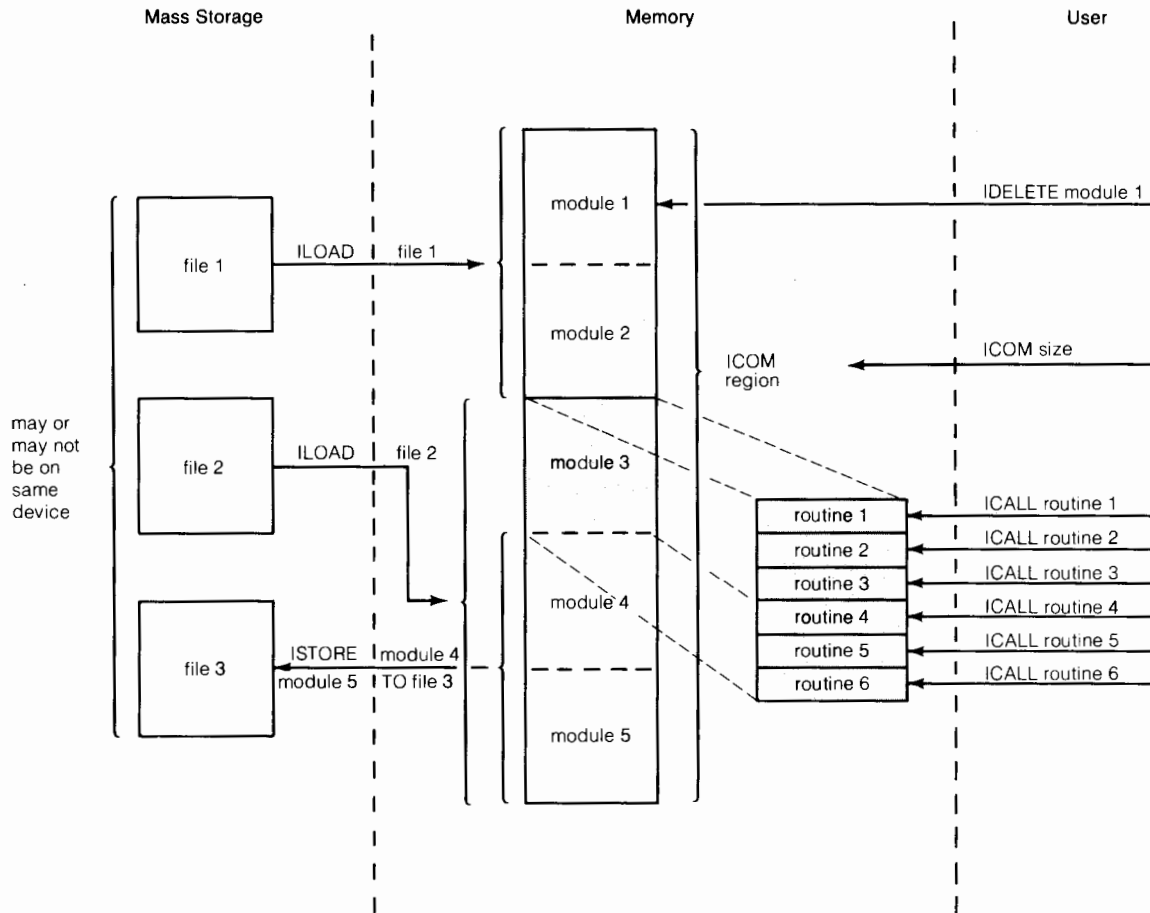 Mass Storage
Memory
User
module 1
IDELETE module 1
file 1
ILOAD file 1
module 2
ICOM
region
ICOM size
may or
may not
be on
same
device
file 2
ILOAD file 2
module 3
routine 1
ICALL routine 1
routine 2
ICALL routine 2
routine 3
ICALL routine 3
module 4
routine 4
ICALL routine 4
routine 5
ICALL routine 5
routine 6
ICALL routine 6
file 3
ISTORE module 4
module 5 TO file 3
module 5